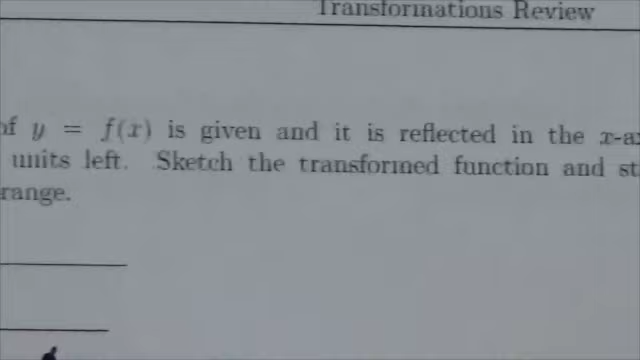 Transformations Review
of y = f(x) is given and it is reflected in the x-ax
units left. Sketch the transformed function and st
range.